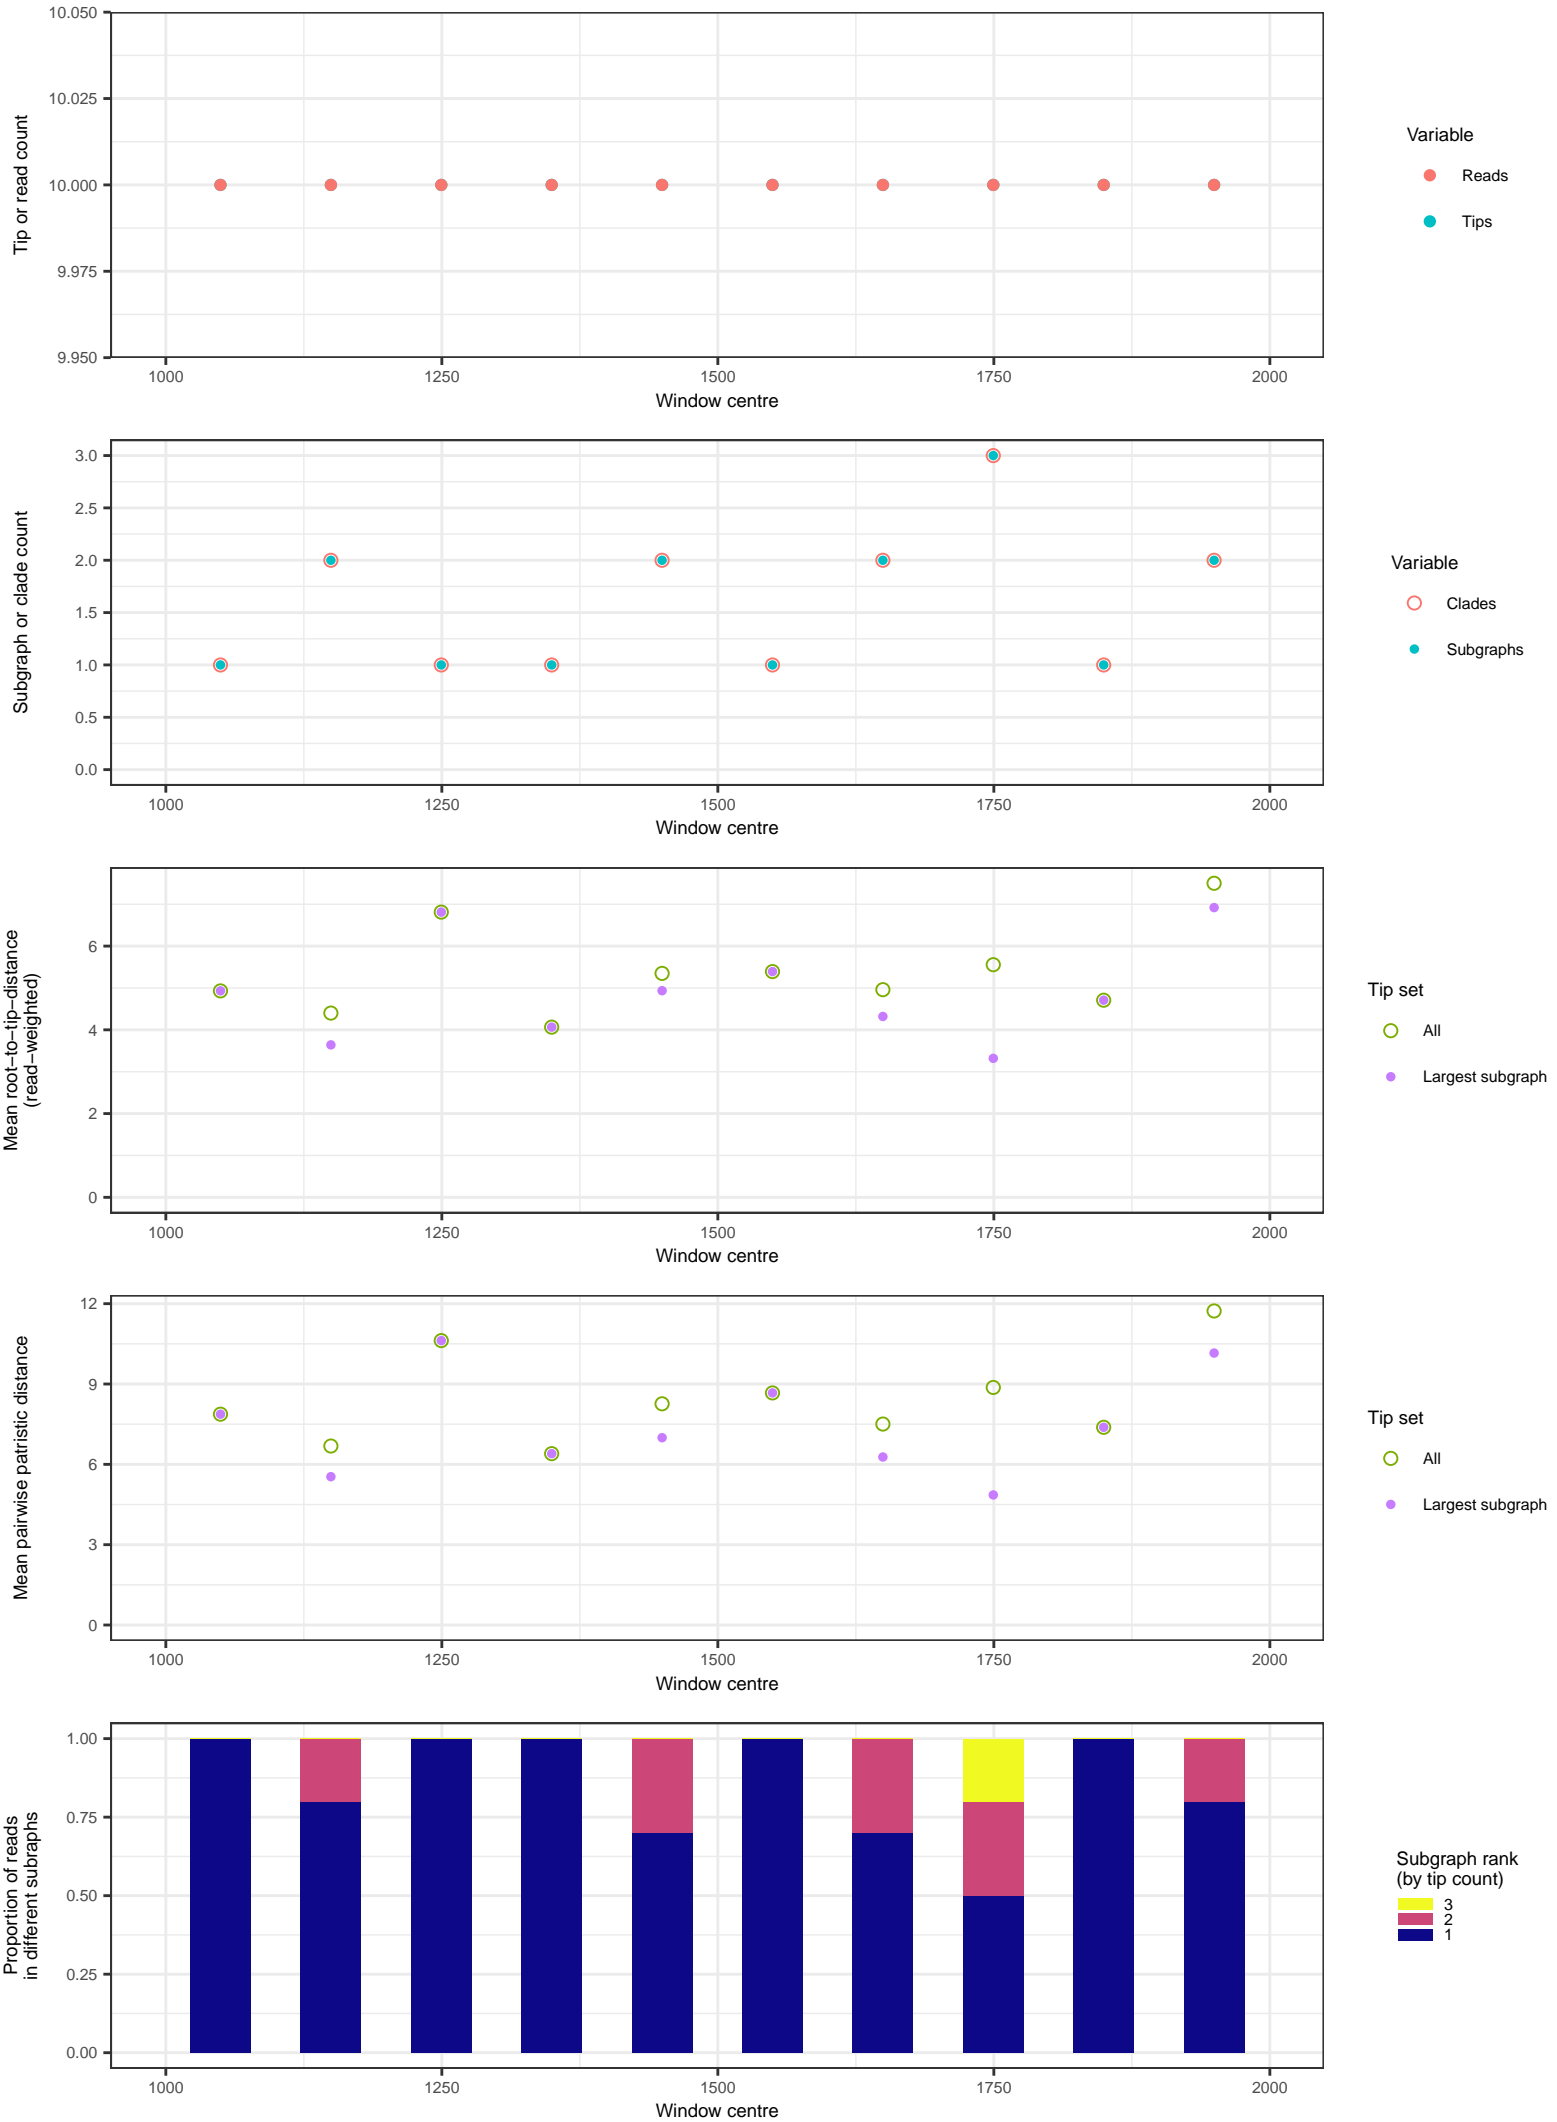 10.050
10.025
10.000
9.975
9.950
Tip or read count
1000 1250 1500 1750 2000
Window centre
Variable
Reads
Tips
3.0
2.5
2.0
1.5
1.0
0.5
0.0
Subgraph or clade count
1000 1250 1500 1750 2000
Window centre
Variable
Clades
Subgraphs
6
4
2
0
Mean root−to−tip−distance
(read−weighted)
1000 1250 1500 1750 2000
Window centre
Tip set
All
Largest subgraph
12
9
6
3
0
Mean pairwise patristic distance
1000 1250 1500 1750 2000
Window centre
Tip set
All
Largest subgraph
1.00
0.75
0.50
0.25
0.00
Proportion of reads
in different subraphs
1000 1250 1500 1750 2000
Window centre
Subgraph rank
(by tip count)
3
2
1